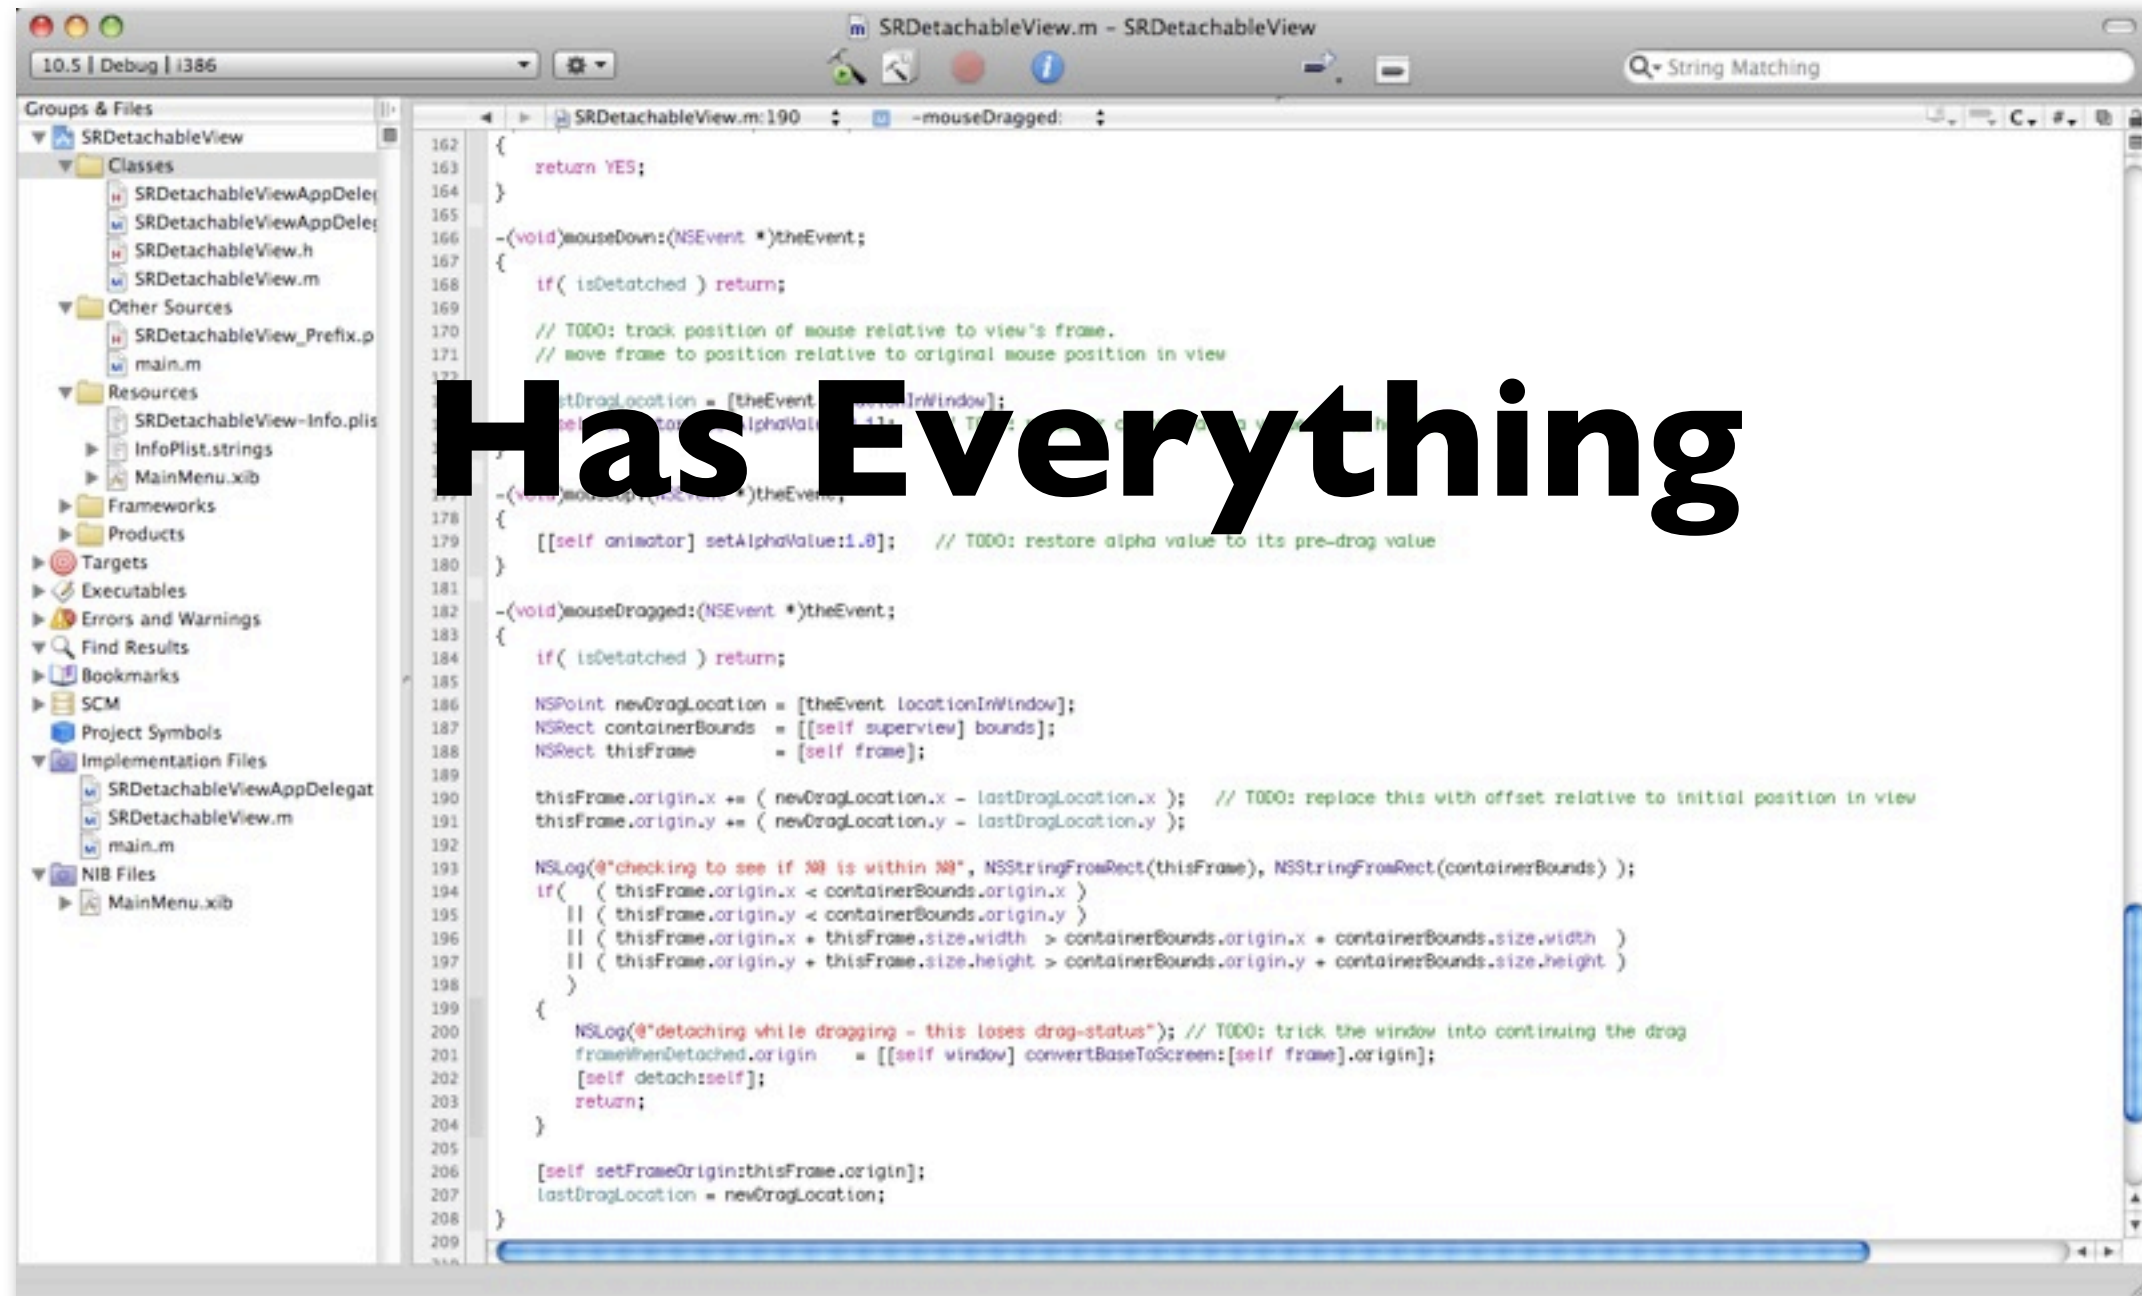 SRDetachableView.m - SRDetachableView
10.5 | Debug | i386
String Matching
Groups & Files
SRDetachableView
Classes
SRDetachableViewAppDeleg
SRDetachableViewAppDeleg
SRDetachableView.h
SRDetachableView.m
Other Sources
SRDetachableView_Prefix.p
main.m
Resources
SRDetachableView-Info.plis
InfoPlist.strings
MainMenu.xib
Frameworks
Products
Targets
Executables
Errors and Warnings
Find Results
Bookmarks
SCM
Project Symbols
Implementation Files
SRDetachableViewAppDelegat
SRDetachableView.m
main.m
NIB Files
MainMenu.xib
SRDetachableView.m:190 -mouseDragged: C #
162 {
163 return YES;
164 }
165
166 -(void)mouseDown:(NSEvent *)theEvent;
167 {
168 if( isDetatched ) return;
169
170 // TODO: track position of mouse relative to view's frame.
171 // move frame to position relative to original mouse position in view
172
Has Everything
stDragLocation = [theEvent InWindow];
*)theEvent;
178 {
179 [[self animator] setAlphaValue:1.0]; // TODO: restore alpha value to its pre-drag value
180 }
181
182 -(void)mouseDragged:(NSEvent *)theEvent;
183 {
184 if( isDetatched ) return;
185
186 NSPoint newDragLocation = [theEvent locationInWindow];
187 NSRect containerBounds = [[self superview] bounds];
188 NSRect thisFrame = [self frame];
189
190 thisFrame.origin.x += ( newDragLocation.x - lastDragLocation.x ); // TODO: replace this with offset relative to initial position in view
191 thisFrame.origin.y += ( newDragLocation.y - lastDragLocation.y );
192
193 NSLog(@"checking to see if %@ is within %@", NSStringFromRect(thisFrame), NSStringFromRect(containerBounds) );
194 if( ( thisFrame.origin.x < containerBounds.origin.x )
195 || ( thisFrame.origin.y < containerBounds.origin.y )
196 || ( thisFrame.origin.x + thisFrame.size.width > containerBounds.origin.x + containerBounds.size.width )
197 || ( thisFrame.origin.y + thisFrame.size.height > containerBounds.origin.y + containerBounds.size.height )
198 )
199 {
200 NSLog(@"detaching while dragging - this loses drag-status"); // TODO: trick the window into continuing the drag
201 frameWhenDetached.origin = [[self window] convertBaseToScreen:[self frame].origin];
202 [self detach:self];
203 return;
204 }
205
206 [self setFrameOrigin:thisFrame.origin];
207 lastDragLocation = newDragLocation;
208 }
209